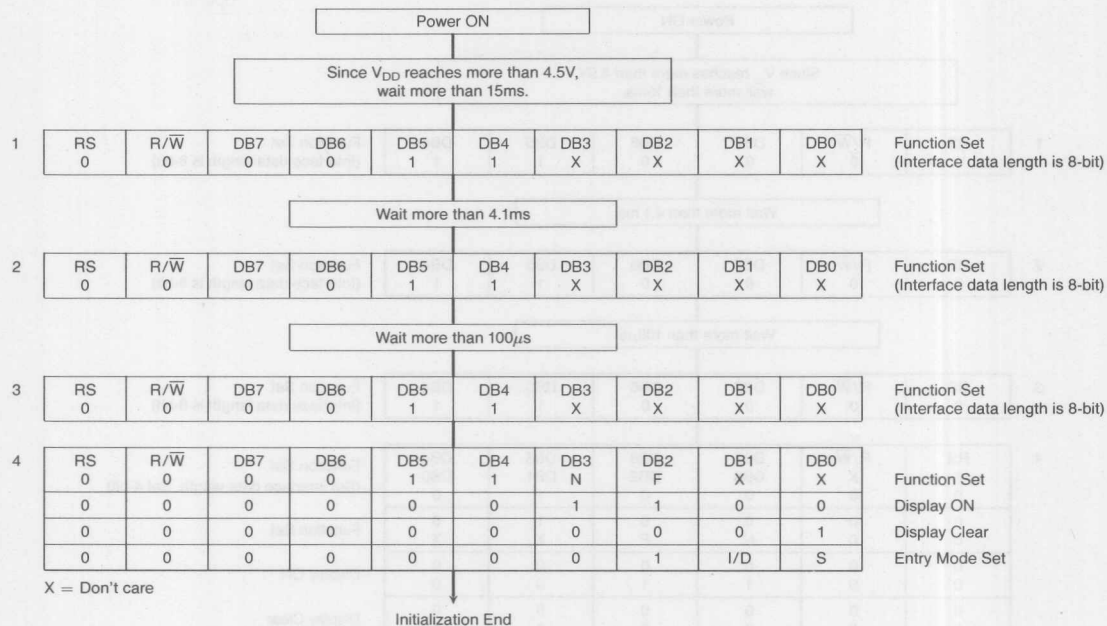 Power ON
Since VDD reaches more than 4.5V,
wait more than 15ms.
1 RS R/W̅ DB7 DB6 DB5 DB4 DB3 DB2 DB1 DB0 Function Set
0 0 0 0 1 1 X X X X (Interface data length is 8-bit)
Wait more than 4.1ms
2 RS R/W̅ DB7 DB6 DB5 DB4 DB3 DB2 DB1 DB0 Function Set
0 0 0 0 1 1 X X X X (Interface data length is 8-bit)
Wait more than 100μs
3 RS R/W̅ DB7 DB6 DB5 DB4 DB3 DB2 DB1 DB0 Function Set
0 0 0 0 1 1 X X X X (Interface data length is 8-bit)
4 RS R/W̅ DB7 DB6 DB5 DB4 DB3 DB2 DB1 DB0
0 0 0 0 1 1 N F X X Function Set
0 0 0 0 0 0 1 1 0 0 Display ON
0 0 0 0 0 0 0 0 0 1 Display Clear
0 0 0 0 0 0 0 1 I/D S Entry Mode Set
X = Don't care
Initialization End